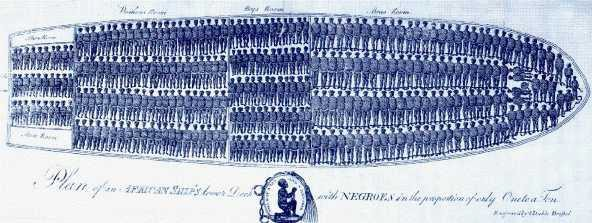 Womens Room
Boys Room
Mens Room
Store Room
Store Room
Plan of an AFRICAN SHIP'S lower Deck with NEGROES in the proportion of only One to a Ton.
Engraved by Deeble Bristol